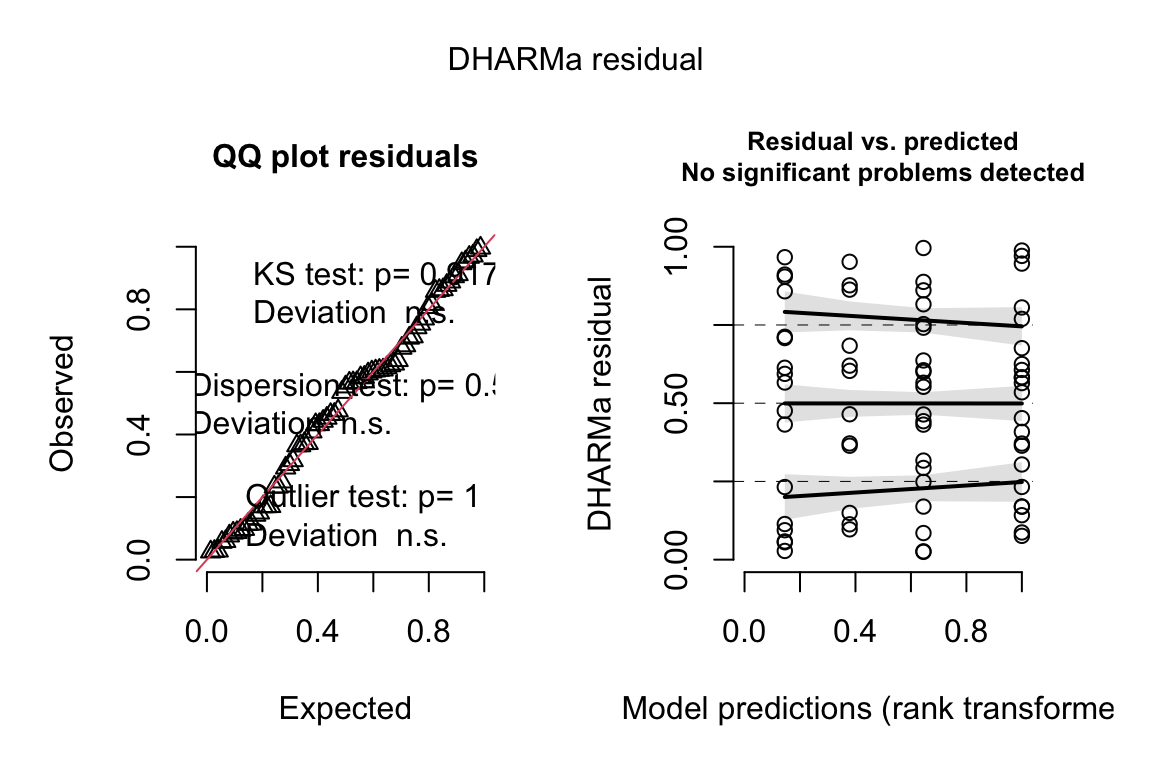 DHARMa residual
QQ plot residuals
KS test: p=
Deviation n.s.
Dispersion test: p= 0.5
Deviation n.s.
Outlier test: p= 1
Deviation n.s.
Observed
0.0 0.4 0.8
0.0 0.4 0.8
Expected
Residual vs. predicted
No significant problems detected
DHARMa residual
0.00 0.50 1.00
0.0 0.4 0.8
Model predictions (rank transforme